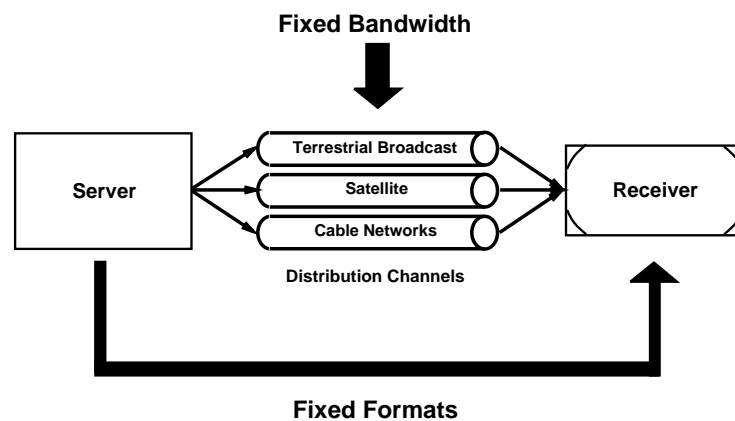 Fixed Bandwidth
Server
Terrestrial Broadcast
Satellite
Cable Networks
Receiver
Distribution Channels
Fixed Formats